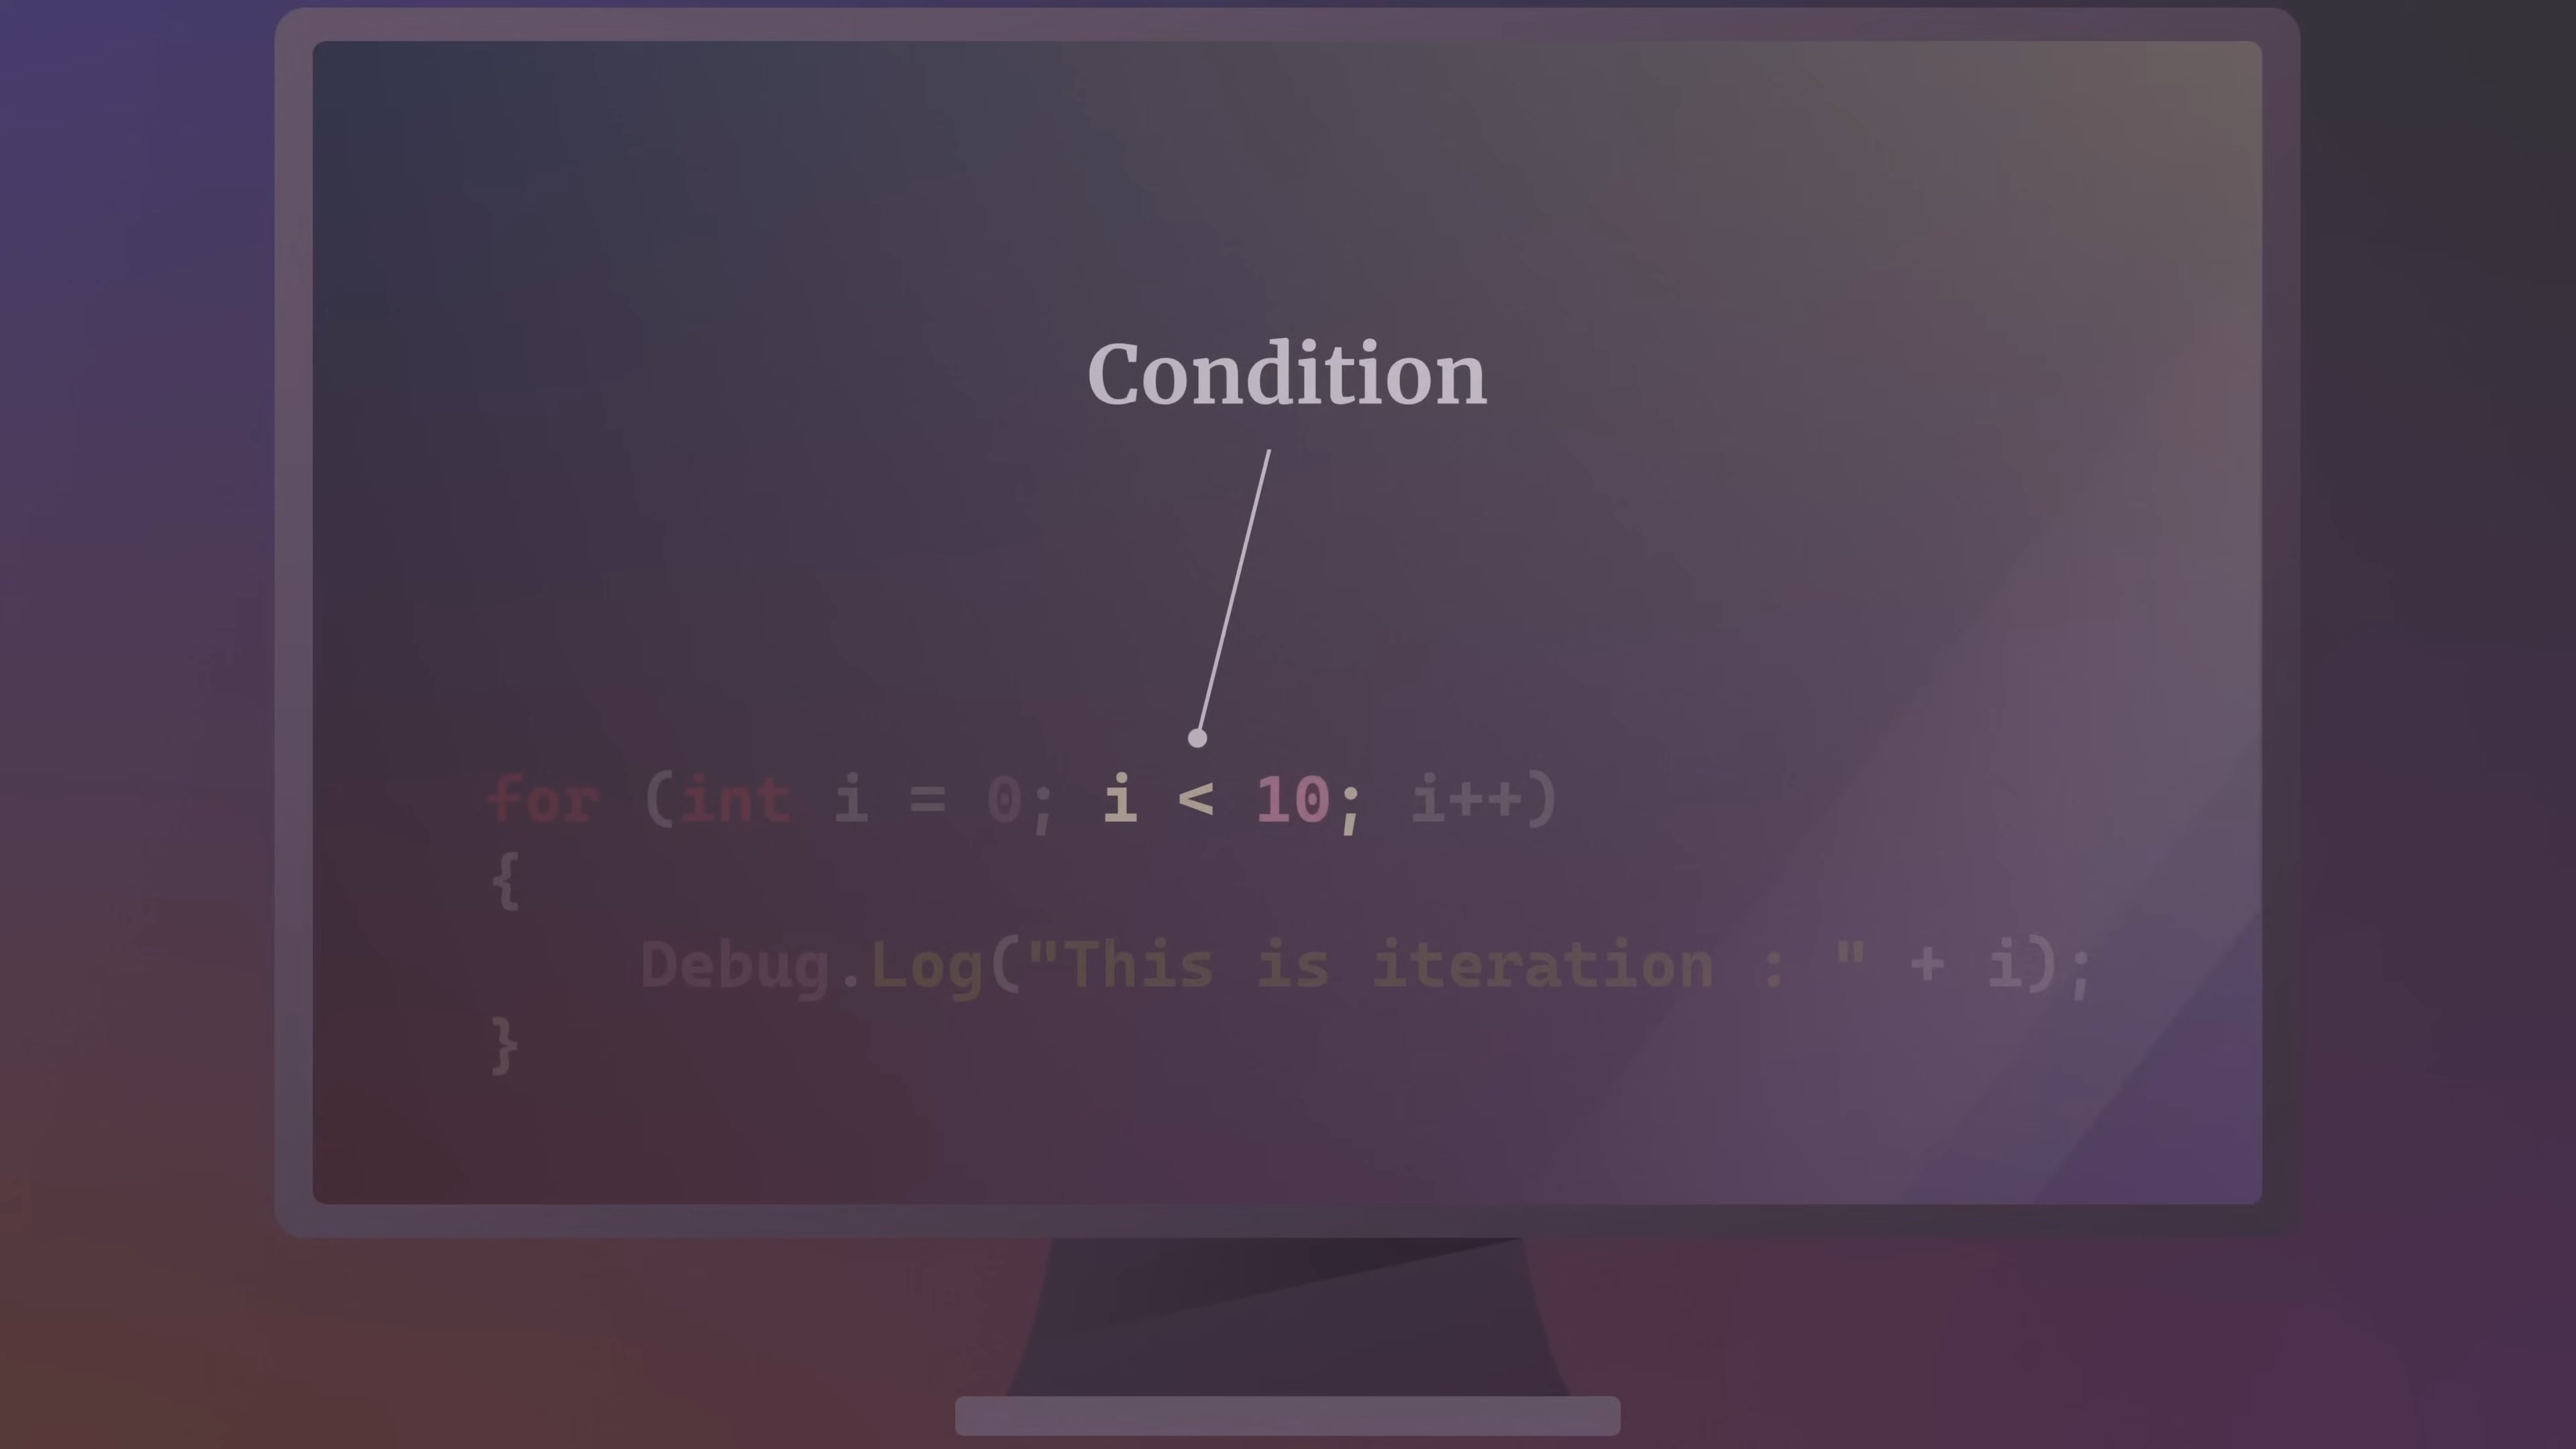 Condition
for (int i = 0; i < 10; i++)
{
Debug.Log("This is iteration : " + i);
}